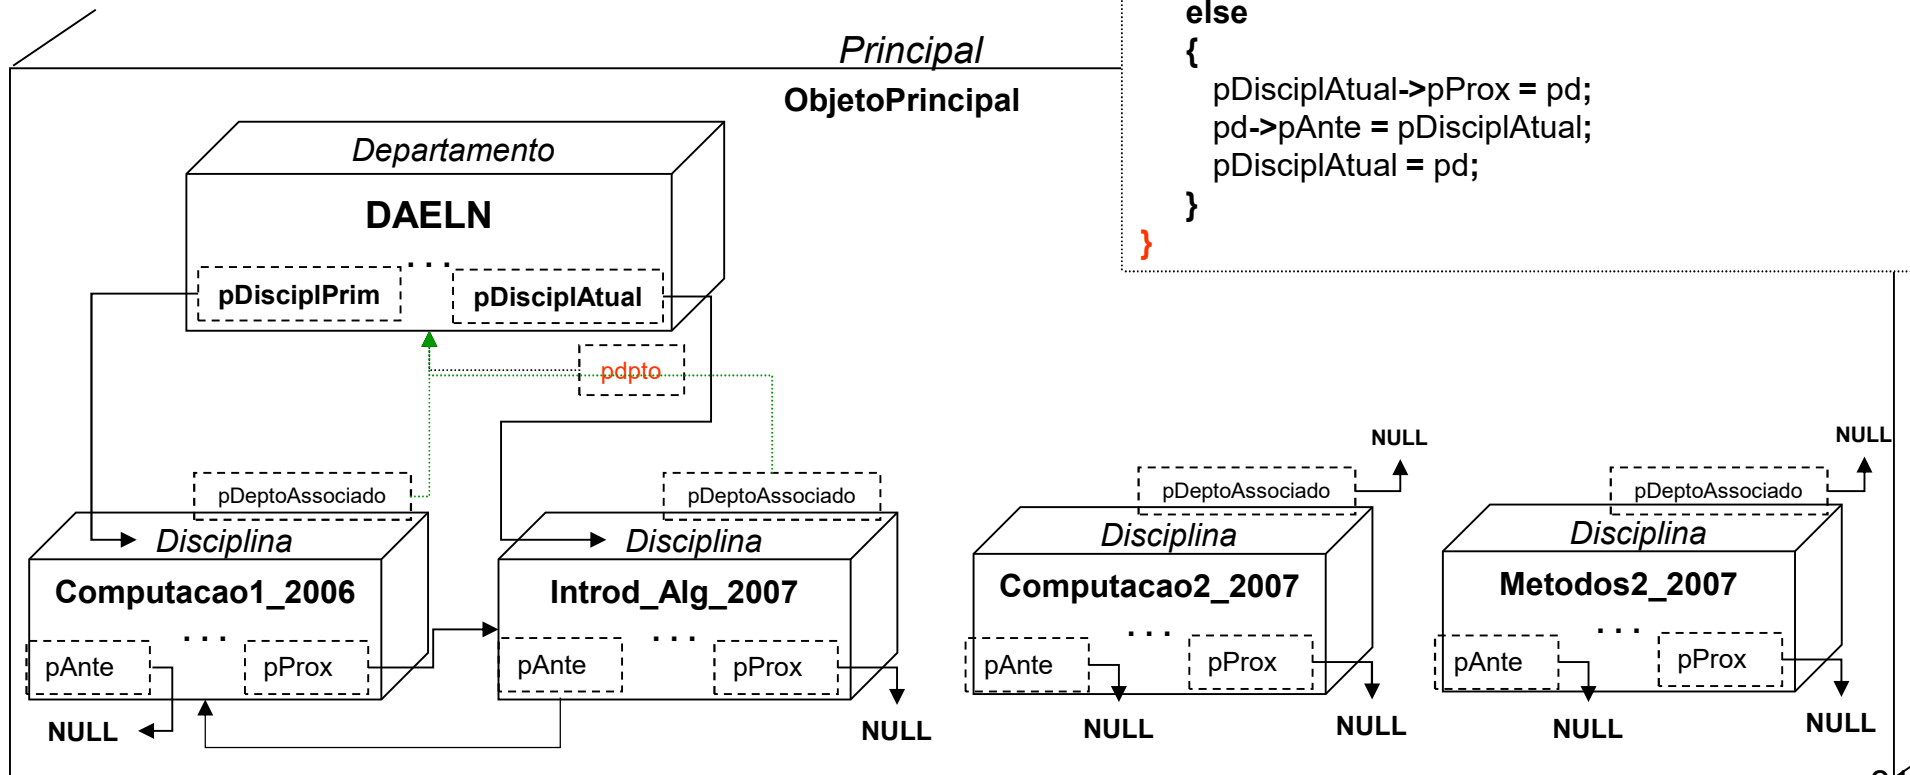 else
{
pDisciplAtual->pProx = pd;
pd->pAnte = pDisciplAtual;
pDisciplAtual = pd;
}
}
Principal
ObjetoPrincipal
Departamento
DAELN
. . .
pDisciplPrim
pDisciplAtual
pdpto
NULL
NULL
pDeptoAssociado
pDeptoAssociado
pDeptoAssociado
pDeptoAssociado
Disciplina
Disciplina
Disciplina
Disciplina
Computacao1_2006
Introd_Alg_2007
Computacao2_2007
Metodos2_2007
. . .
. . .
. . .
. . .
pAnte
pProx
pAnte
pProx
pAnte
pProx
pAnte
pProx
NULL
NULL
NULL
NULL
NULL
NULL